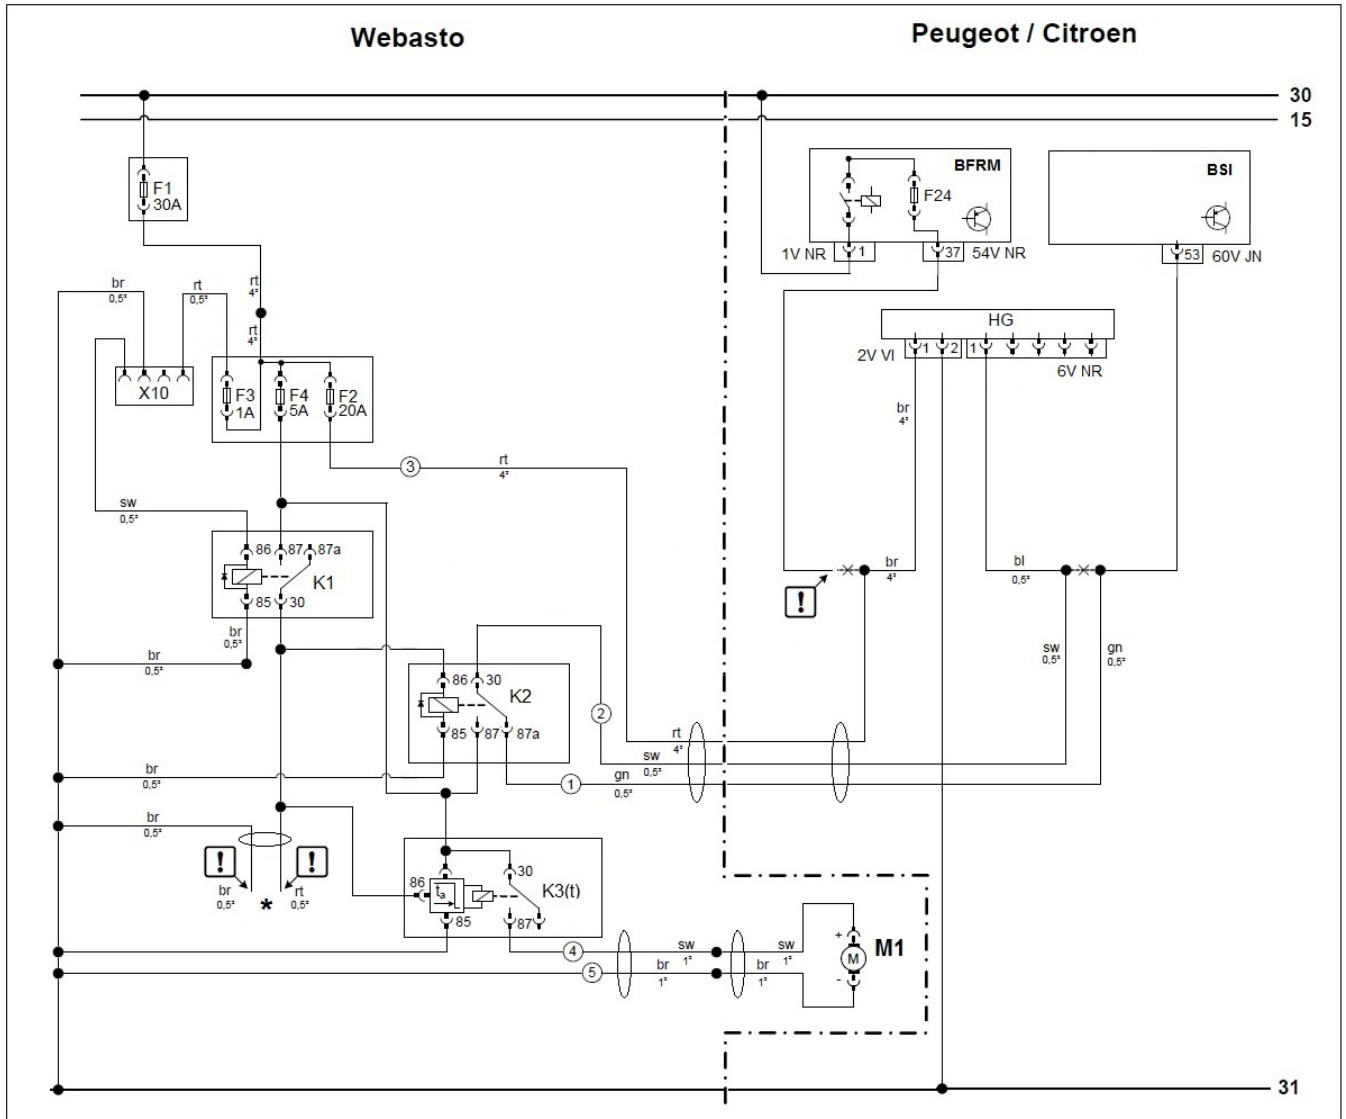 Webasto
Peugeot / Citroen
30
15
BFRM
BSI
F1
30A
F24
1V NR
1
37
54V NR
53
60V JN
br
0,5²
rt
0,5²
rt
4²
rt
4²
HG
2V VI
1
2
1
6V NR
X10
F3
1A
F4
5A
F2
20A
br
4²
3
rt
4²
sw
0,5²
86
87
87a
K1
85
30
br
4²
bl
0,5²
!
br
0,5²
br
0,5²
sw
0,5²
gn
0,5²
86
30
K2
85
87
87a
2
rt
4²
sw
0,5²
br
0,5²
1
gn
0,5²
br
0,5²
!
!
br
0,5²
*
rt
0,5²
86
ta
30
K3(t)
85
87
4
sw
1²
sw
1²
5
br
1²
br
1²
+
M
-
M1
31